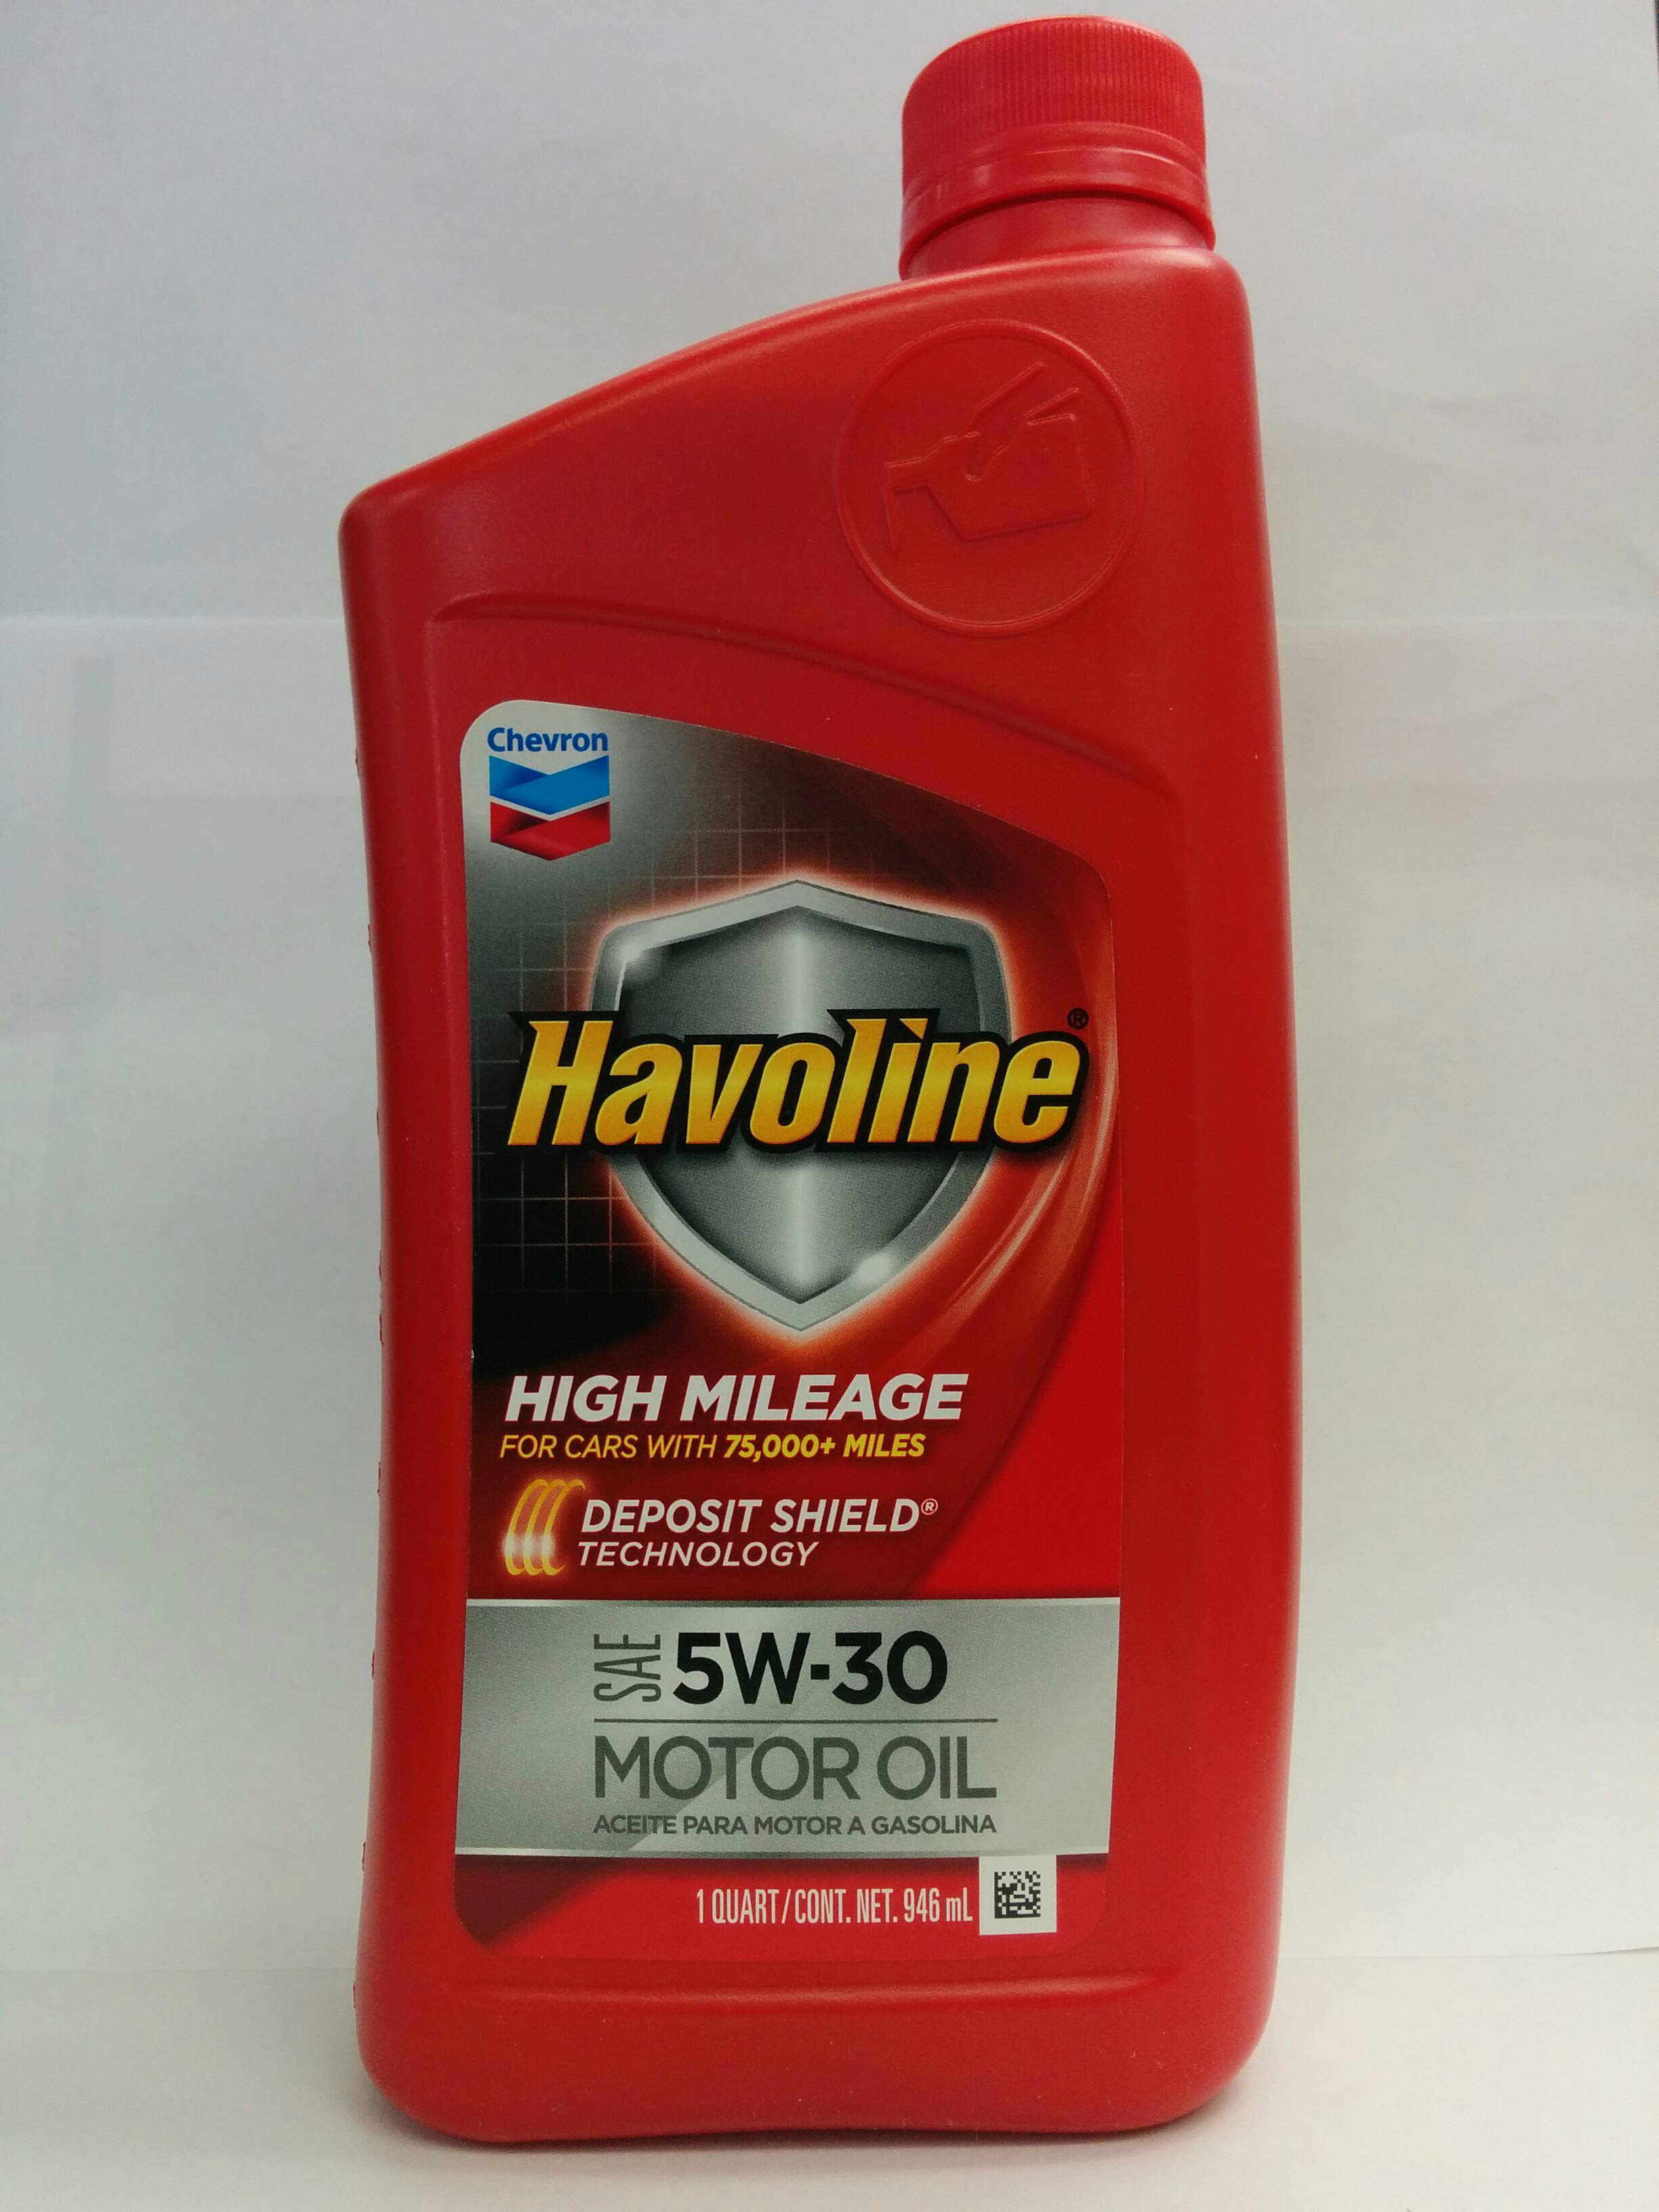 Chevron
Havoline®
HIGH MILEAGE
FOR CARS WITH 75,000+ MILES
DEPOSIT SHIELD®
TECHNOLOGY
SAE 5W-30
MOTOR OIL
ACEITE PARA MOTOR A GASOLINA
1 QUART/CONT. NET. 946 mL